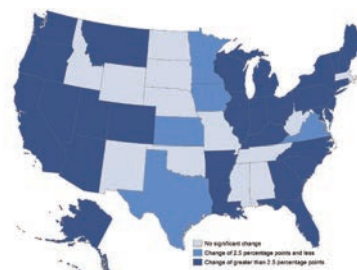 No significant change
Change of 2.5 percentage points and less
Change of greater than 2.5 percentage points